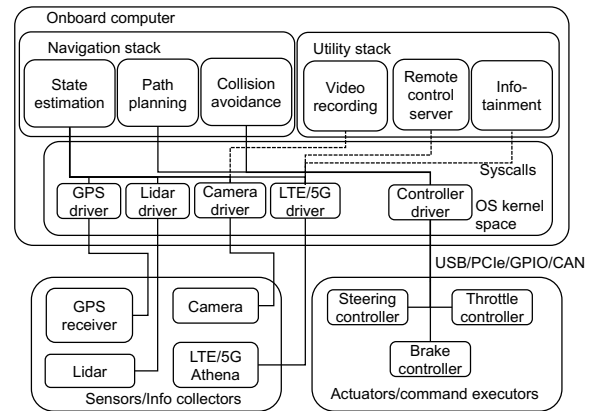 Onboard computer
Navigation stack
Utility stack
State
estimation
Path
planning
Collision
avoidance
Video
recording
Remote
control
server
Info-
tainment
Syscalls
GPS
driver
Lidar
driver
Camera
driver
LTE/5G
driver
Controller
driver
OS kernel
space
USB/PCIe/GPIO/CAN
GPS
receiver
Camera
Lidar
LTE/5G
Athena
Sensors/Info collectors
Steering
controller
Throttle
controller
Brake
controller
Actuators/command executors